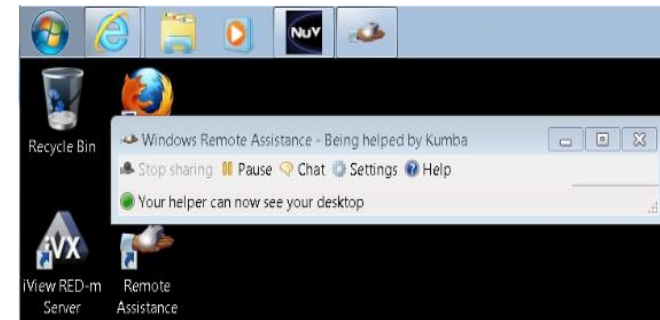 NuV
Recycle Bin
Windows Remote Assistance - Being helped by Kumba
Stop sharing Pause Chat Settings Help
Your helper can now see your desktop
iVX
iView RED-m
Server
Remote
Assistance